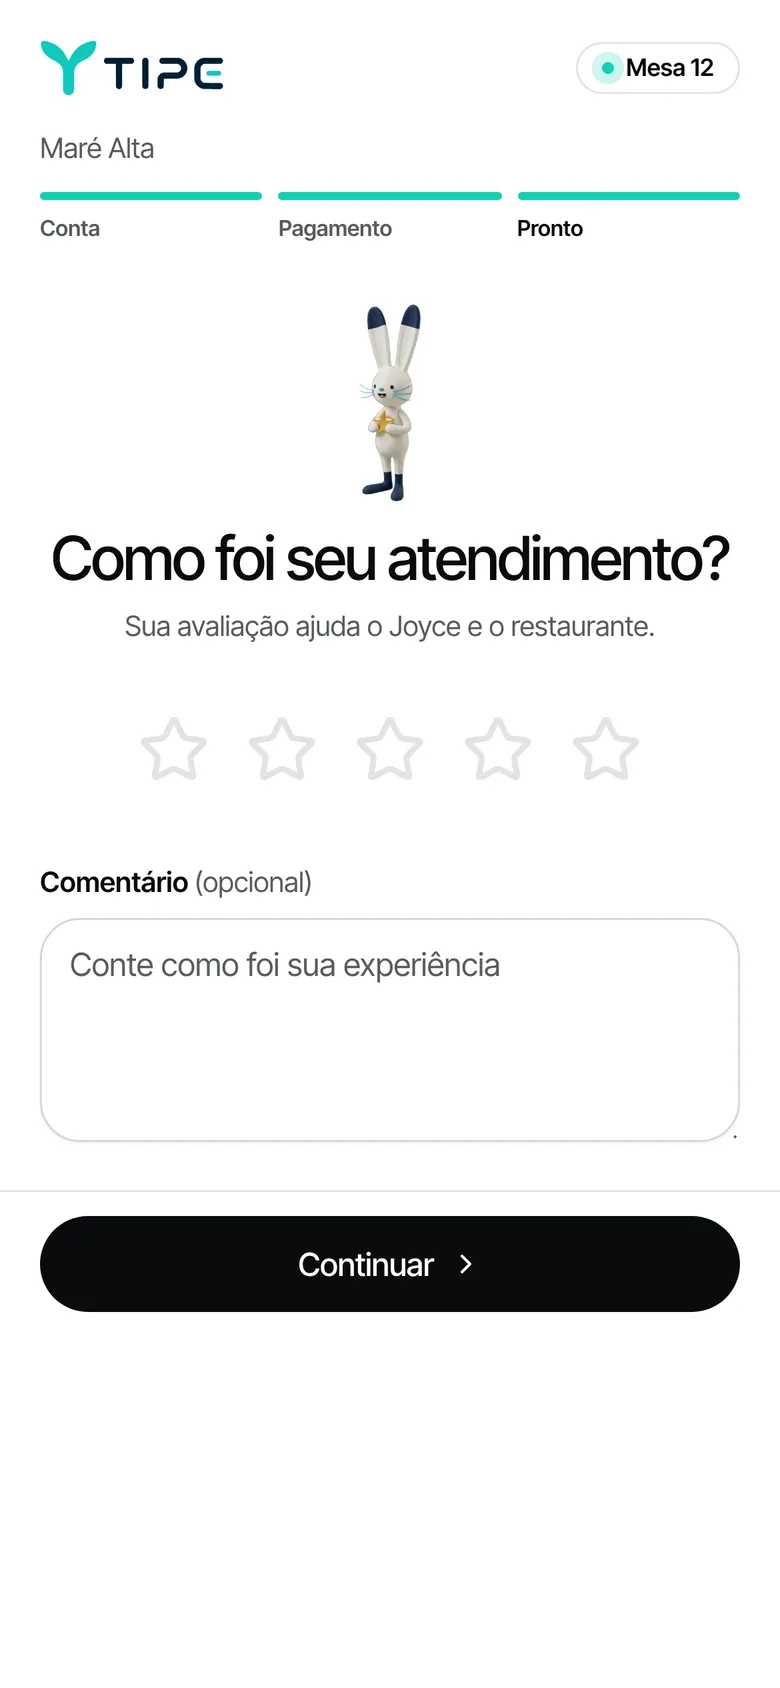 TIPE
Mesa 12
Maré Alta
Conta
Pagamento
Pronto
Como foi seu atendimento?
Sua avaliação ajuda o Joyce e o restaurante.
Comentário (opcional)
Conte como foi sua experiência
Continuar